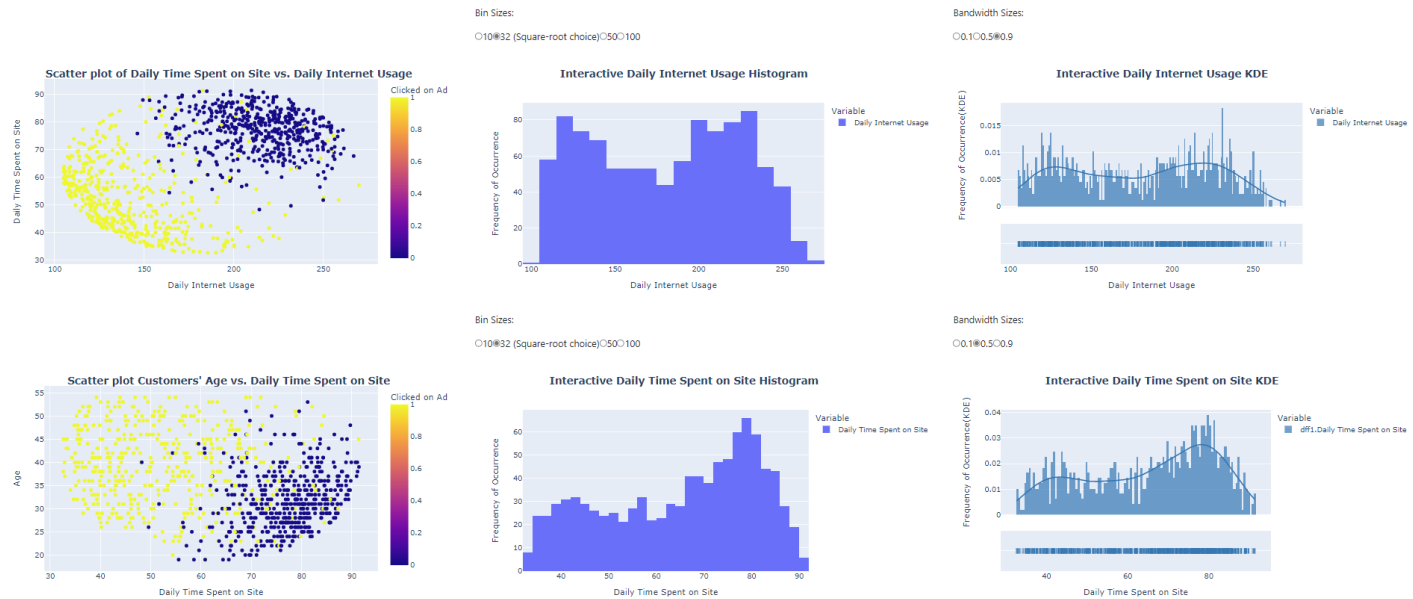 Bin Sizes:
10 32 (Square-root choice) 50 100
Bandwidth Sizes:
0.1 0.5 0.9
Scatter plot of Daily Time Spent on Site vs. Daily Internet Usage
Clicked on Ad
1
0.8
0.6
0.4
0.2
0
Daily Time Spent on Site
90
80
70
60
50
40
30
100 150 200 250
Daily Internet Usage
Interactive Daily Internet Usage Histogram
Variable
Daily Internet Usage
Frequency of Occurrence
80
60
40
20
0
100 150 200 250
Daily Internet Usage
Interactive Daily Internet Usage KDE
Variable
Daily Internet Usage
Frequency of Occurrence(KDE)
0.015
0.01
0.005
0
100 150 200 250
Daily Internet Usage
Bin Sizes:
10 32 (Square-root choice) 50 100
Bandwidth Sizes:
0.1 0.5 0.9
Scatter plot Customers' Age vs. Daily Time Spent on Site
Clicked on Ad
1
0.8
0.6
0.4
0.2
0
Age
55
50
45
40
35
30
25
20
30 40 50 60 70 80 90
Daily Time Spent on Site
Interactive Daily Time Spent on Site Histogram
Variable
Daily Time Spent on Site
Frequency of Occurrence
60
50
40
30
20
10
0
40 50 60 70 80 90
Daily Time Spent on Site
Interactive Daily Time Spent on Site KDE
Variable
dff1.Daily Time Spent on Site
Frequency of Occurrence(KDE)
0.04
0.03
0.02
0.01
0
40 60 80
Daily Time Spent on Site